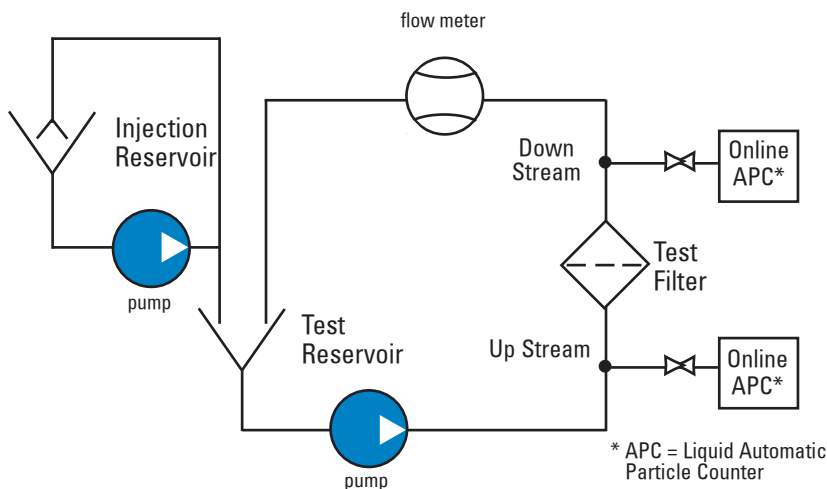 flow meter
Injection
Reservoir
Down
Stream
Online
APC*
Test
Filter
pump
Test
Reservoir
Up Stream
Online
APC*
pump
* APC = Liquid Automatic
Particle Counter